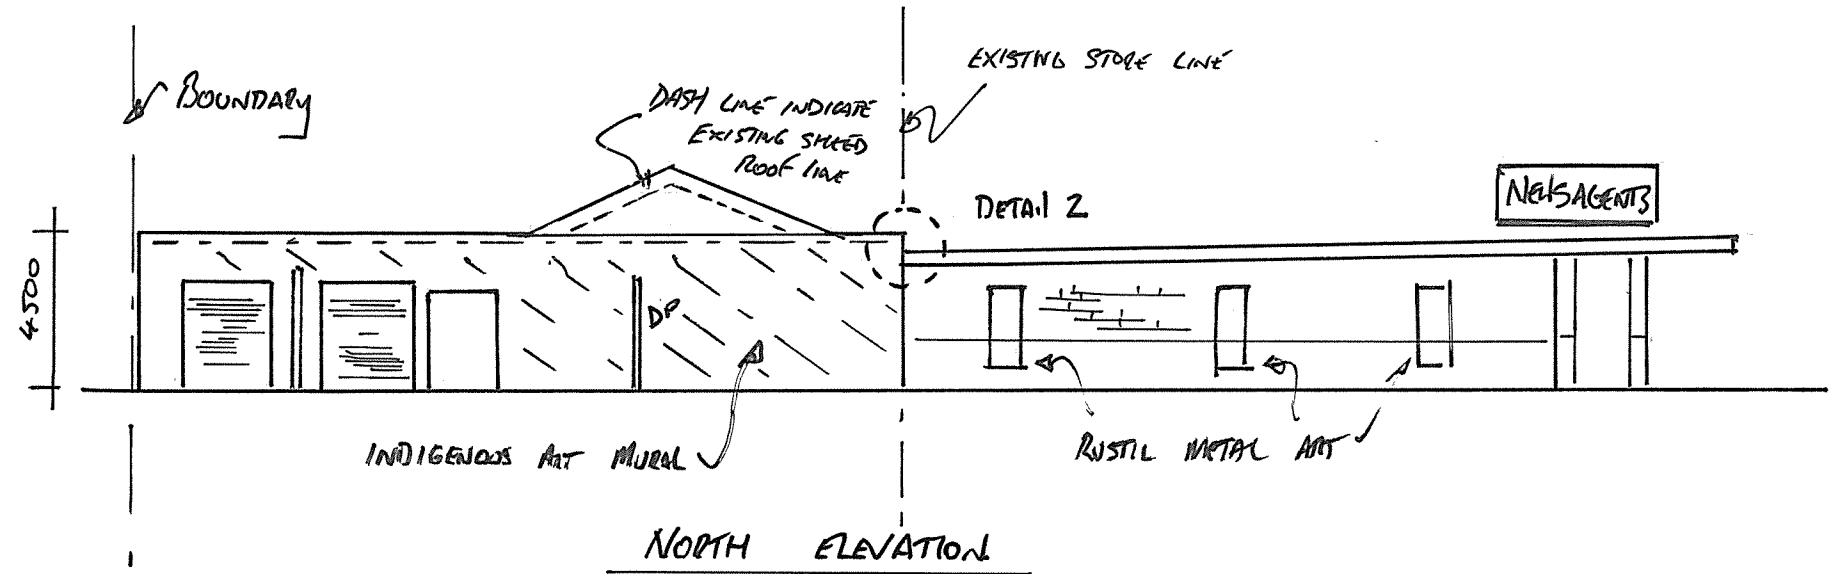 BOUNDARY
EXISTING STORE LINE
DASH LINE INDICATE
EXISTING SHED
ROOF LINE
DETAIL 2
NEWSAGENTS
4500
DP
INDIGENOUS ART MURAL
RUSTIC METAL ART
NORTH ELEVATION